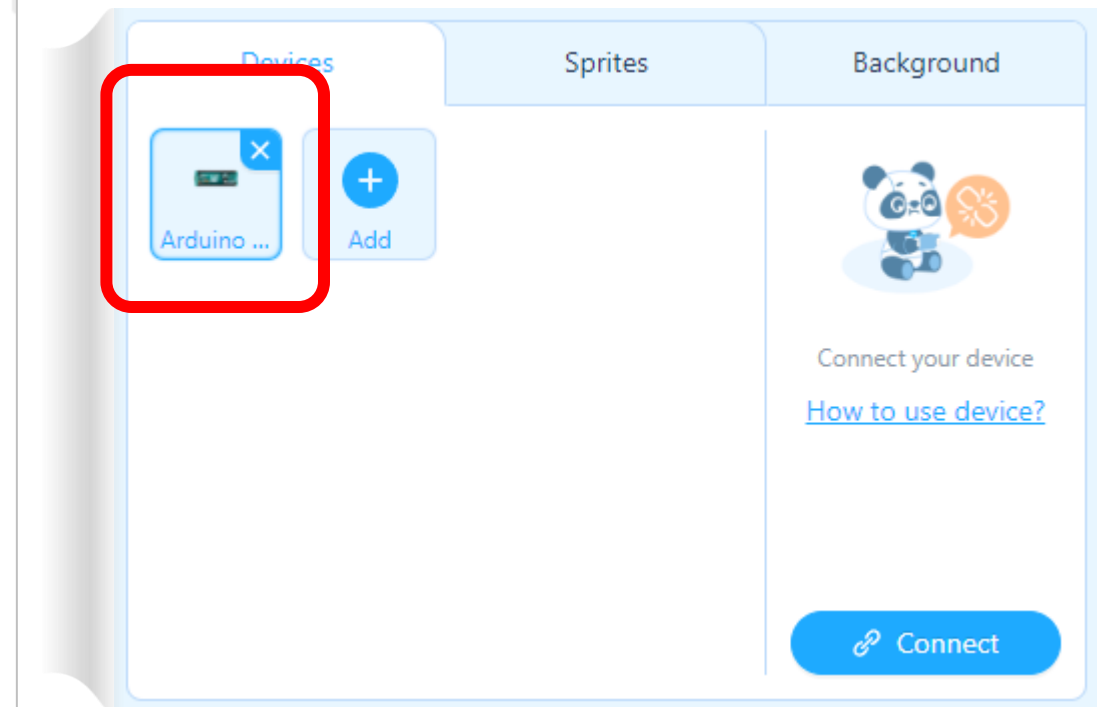 Devices
Sprites
Background
Arduino ...
Add
Connect your device
How to use device?
Connect